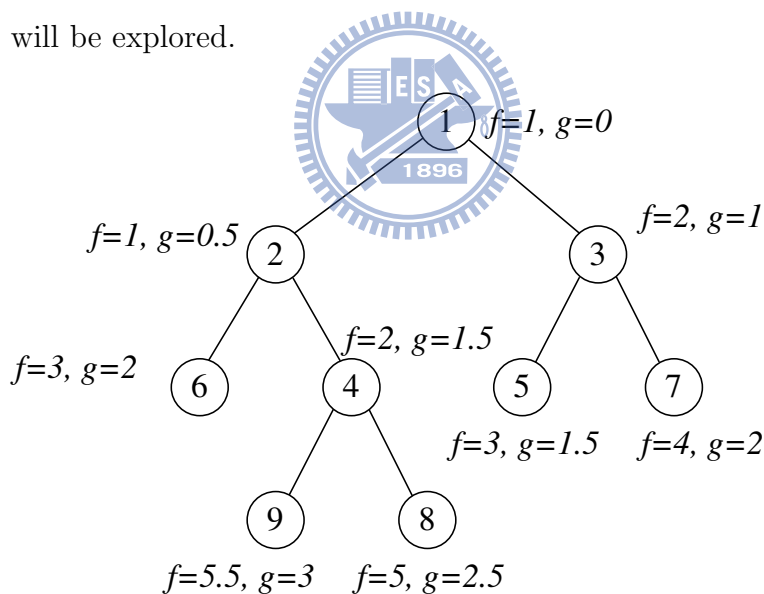 will be explored.
E S A
1 f=1, g=0
1896
f=2, g=1
f=1, g=0.5
2 3
f=2, g=1.5
f=3, g=2
6 4 5 7
f=3, g=1.5 f=4, g=2
9 8
f=5.5, g=3 f=5, g=2.5